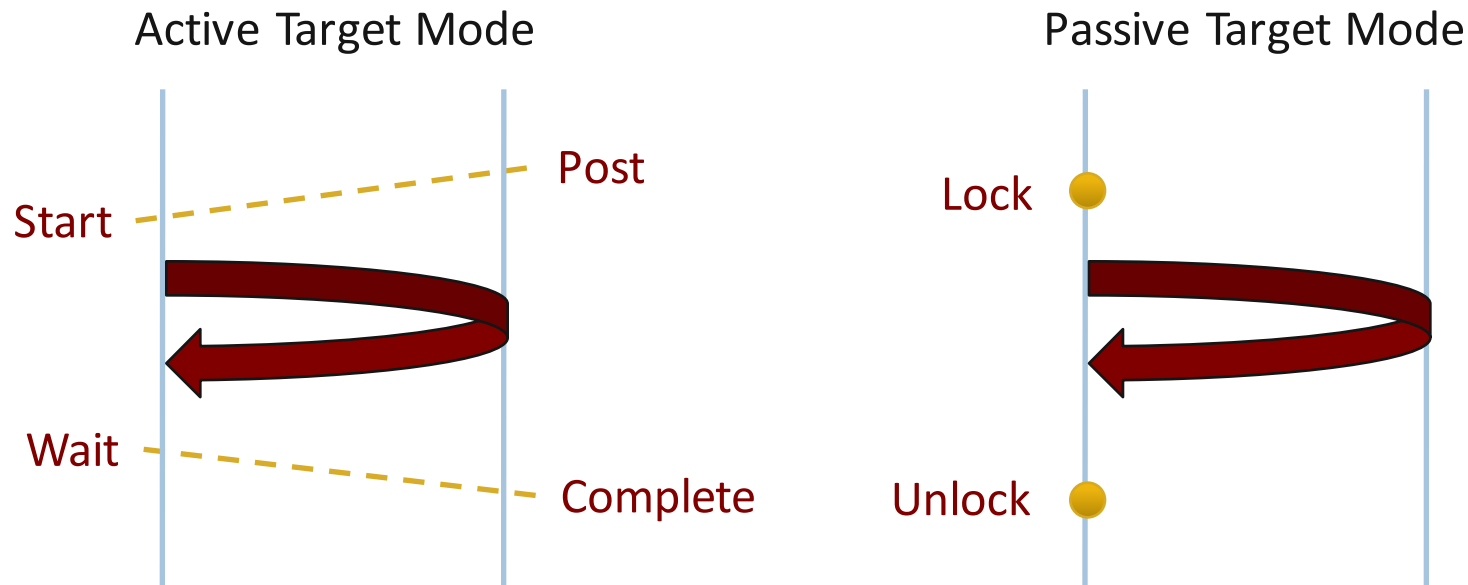 Active Target Mode
Passive Target Mode
Post
Start
Lock
Wait
Complete
Unlock